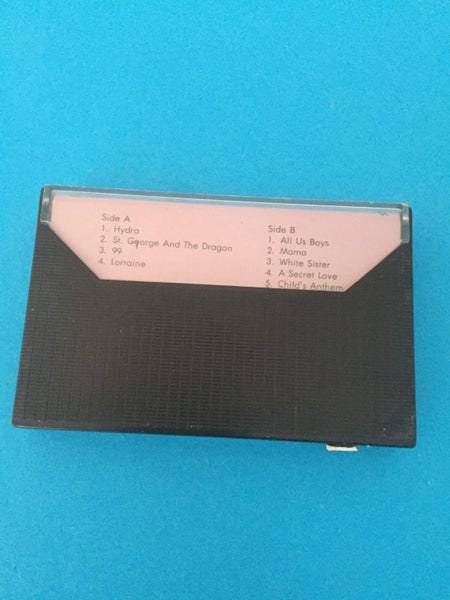 Side A
1. Hydra
2. St. George And The Dragon
3. 99
4. Lorraine
Side B
1. All Us Boys
2. Mama
3. White Sister
4. A Secret Love
5. Child's Anthem